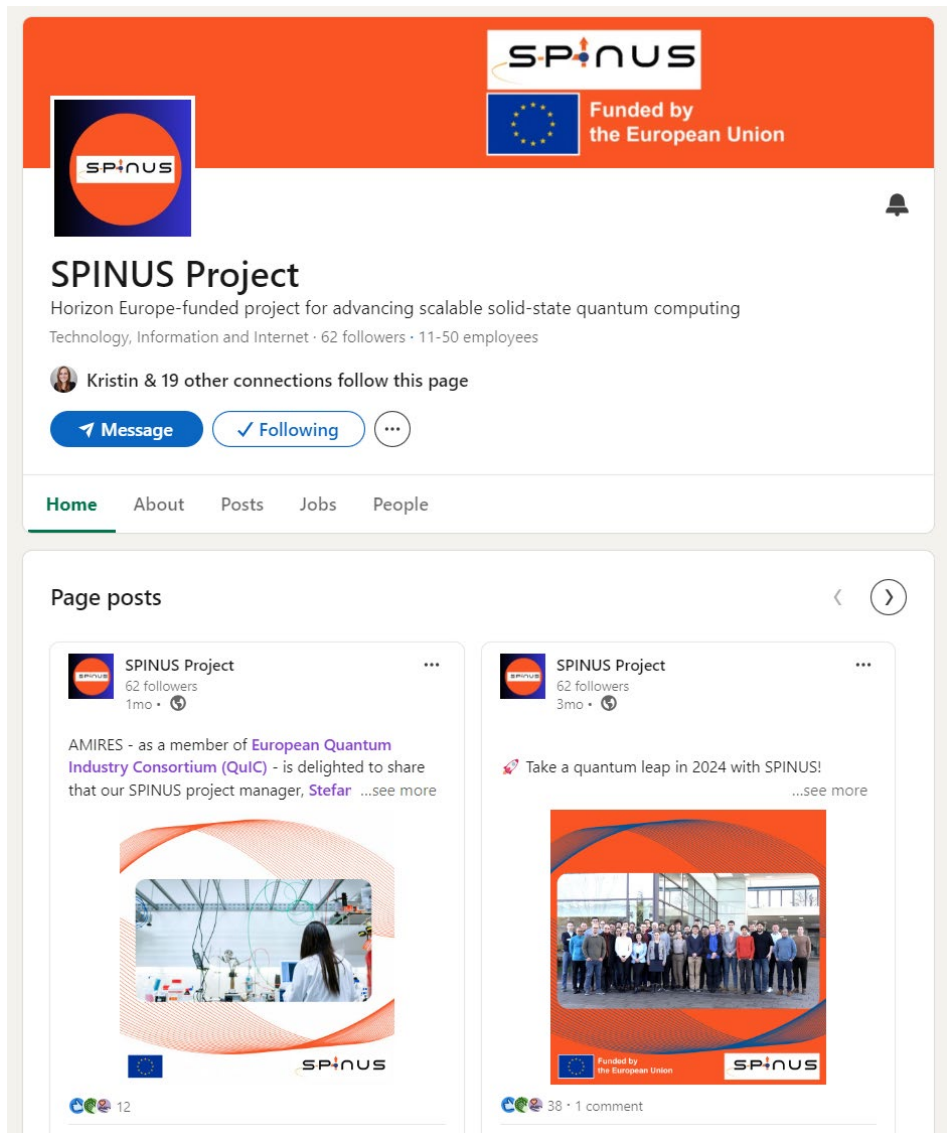 SPINUS
Funded by
the European Union
SPINUS
SPINUS Project
Horizon Europe-funded project for advancing scalable solid-state quantum computing
Technology, Information and Internet · 62 followers · 11-50 employees
Kristin & 19 other connections follow this page
Message
Following
Home
About
Posts
Jobs
People
Page posts
SPINUS
SPINUS Project
62 followers
1mo •
AMIRES - as a member of European Quantum
Industry Consortium (QuIC) - is delighted to share
that our SPINUS project manager, Stefar ...see more
SPINUS
12
SPINUS
SPINUS Project
62 followers
3mo •
🚀 Take a quantum leap in 2024 with SPINUS!
...see more
Funded by
the European Union
SPINUS
38 · 1 comment